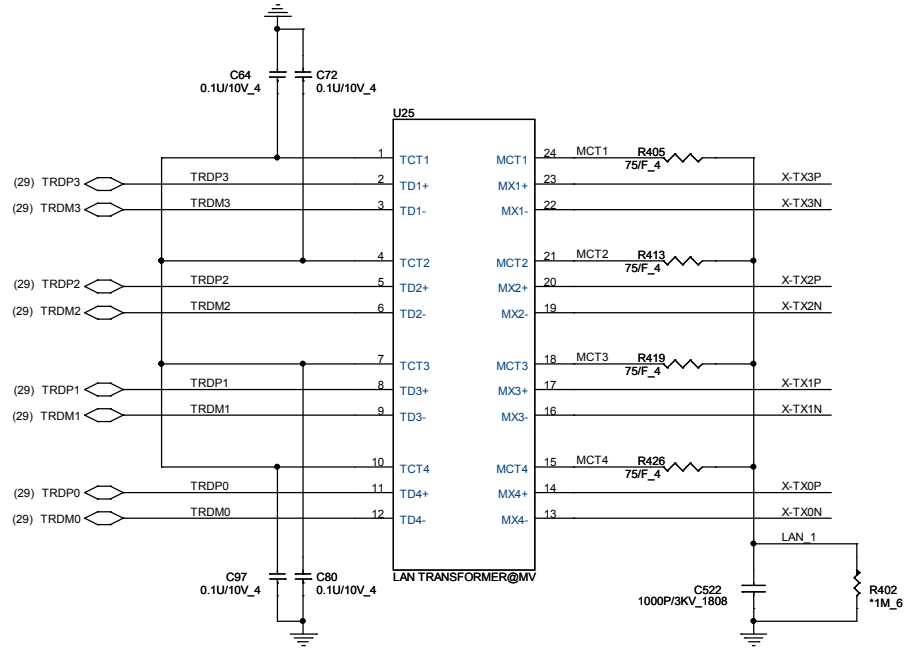 C64
0.1U/10V_4
C72
0.1U/10V_4
U25
1 TCT1 MCT1 24 MCT1 R405
75/F_4
(29) TRDP3 TRDP3 2 TD1+ MX1+ 23 X-TX3P
(29) TRDM3 TRDM3 3 TD1- MX1- 22 X-TX3N
4 TCT2 MCT2 21 MCT2 R413
75/F_4
(29) TRDP2 TRDP2 5 TD2+ MX2+ 20 X-TX2P
(29) TRDM2 TRDM2 6 TD2- MX2- 19 X-TX2N
7 TCT3 MCT3 18 MCT3 R419
75/F_4
(29) TRDP1 TRDP1 8 TD3+ MX3+ 17 X-TX1P
(29) TRDM1 TRDM1 9 TD3- MX3- 16 X-TX1N
10 TCT4 MCT4 15 MCT4 R426
75/F_4
(29) TRDP0 TRDP0 11 TD4+ MX4+ 14 X-TX0P
(29) TRDM0 TRDM0 12 TD4- MX4- 13 X-TX0N
LAN_1
C97
0.1U/10V_4
C80
0.1U/10V_4
LAN TRANSFORMER@MV
C522
1000P/3KV_1808
R402
*1M_6